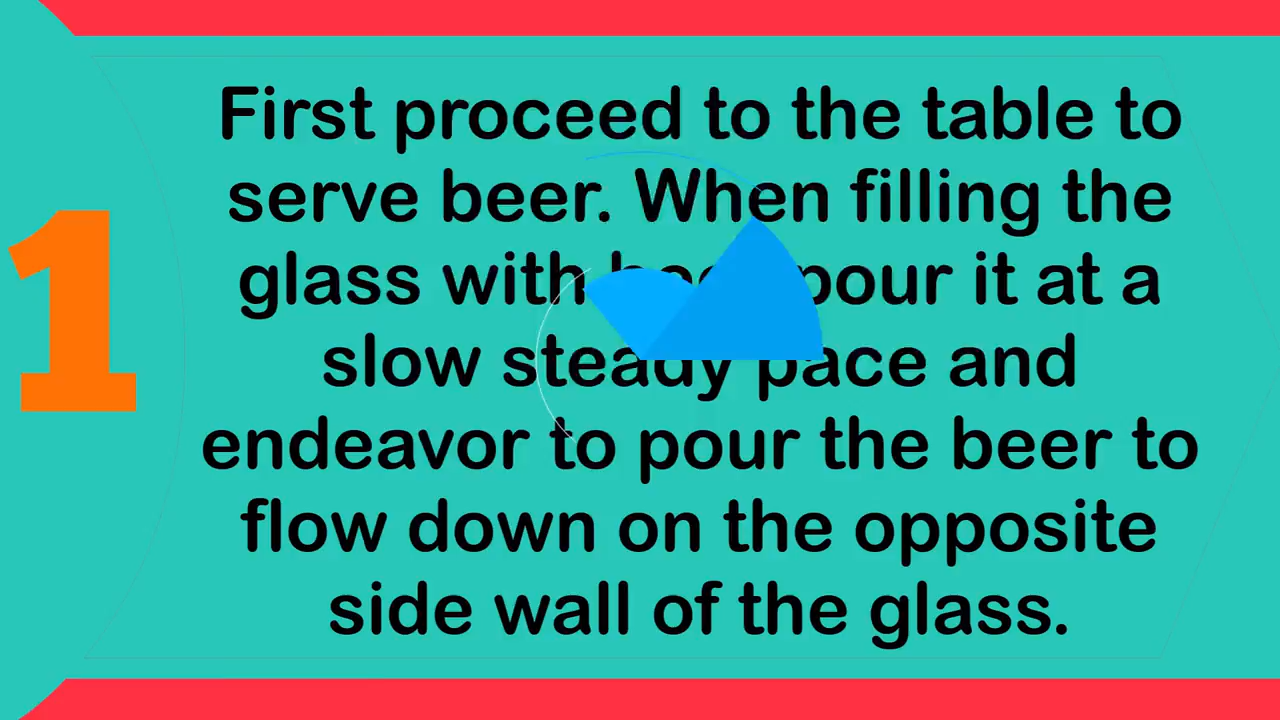 1
First proceed to the table to
serve beer. When filling the
glass with pour it at a
slow steady pace and
endeavor to pour the beer to
flow down on the opposite
side wall of the glass.